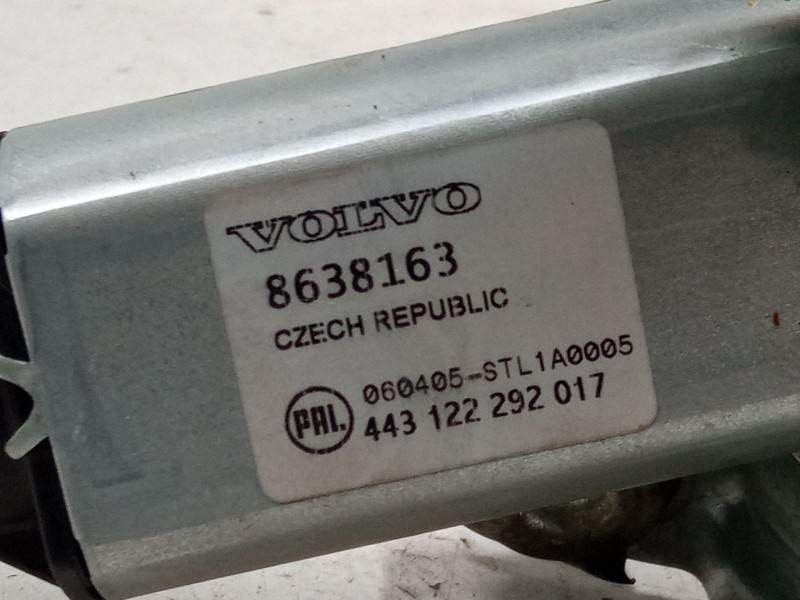 VOLVO
8638163
CZECH REPUBLIC
060405-STL1A0005
PAL. 443 122 292 017